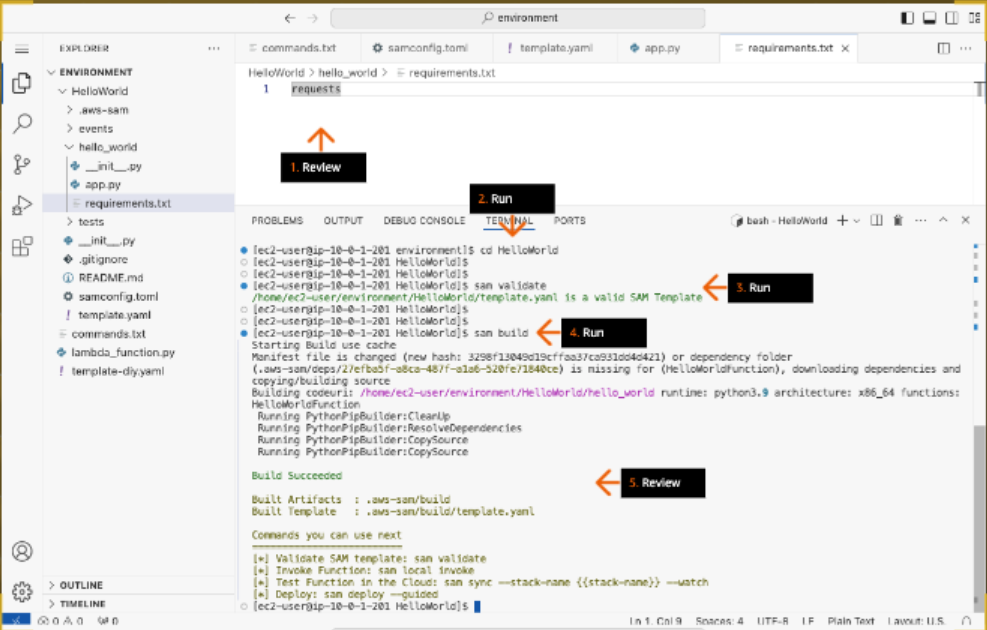 environment
EXPLORER
commands.txt
samconfig.toml
template.yaml
app.py
requirements.txt
ENVIRONMENT
HelloWorld
.aws-sam
events
hello_world
__init__.py
app.py
requirements.txt
tests
__init__.py
.gitignore
README.md
samconfig.toml
template.yaml
commands.txt
lambda_function.py
template-diy.yaml
OUTLINE
TIMELINE
HelloWorld > hello_world > requirements.txt
1 requests
1. Review
2. Run
PROBLEMS OUTPUT DEBUG CONSOLE TERMINAL PORTS
bash - HelloWorld
[ec2-user@ip-10-0-1-201 environment]$ cd HelloWorld
[ec2-user@ip-10-0-1-201 HelloWorld]$
[ec2-user@ip-10-0-1-201 HelloWorld]$
[ec2-user@ip-10-0-1-201 HelloWorld]$ sam validate
/home/ec2-user/environment/HelloWorld/template.yaml is a valid SAM Template
3. Run
[ec2-user@ip-10-0-1-201 HelloWorld]$
[ec2-user@ip-10-0-1-201 HelloWorld]$
[ec2-user@ip-10-0-1-201 HelloWorld]$ sam build
4. Run
Starting Build use cache
Manifest file is changed (new hash: 3298f13049d19cffaa37ca931dd4d421) or dependency folder
(.aws-sam/deps/27efba5f-a8ca-487f-a1a6-520fe71840ce) is missing for (HelloWorldFunction), downloading dependencies and
copying/building source
Building codeuri: /home/ec2-user/environment/HelloWorld/hello_world runtime: python3.9 architecture: x86_64 functions:
HelloWorldFunction
Running PythonPipBuilder:CleanUp
Running PythonPipBuilder:ResolveDependencies
Running PythonPipBuilder:CopySource
Running PythonPipBuilder:CopySource
Build Succeeded
5. Review
Built Artifacts : .aws-sam/build
Built Template : .aws-sam/build/template.yaml
Commands you can use next
=========================
[*] Validate SAM template: sam validate
[*] Invoke Function: sam local invoke
[*] Test Function in the Cloud: sam sync --stack-name {{stack-name}} --watch
[*] Deploy: sam deploy --guided
[ec2-user@ip-10-0-1-201 HelloWorld]$
0 0 0
Ln 1, Col 9 Spaces: 4 UTF-8 LF Plain Text Layout: U.S.